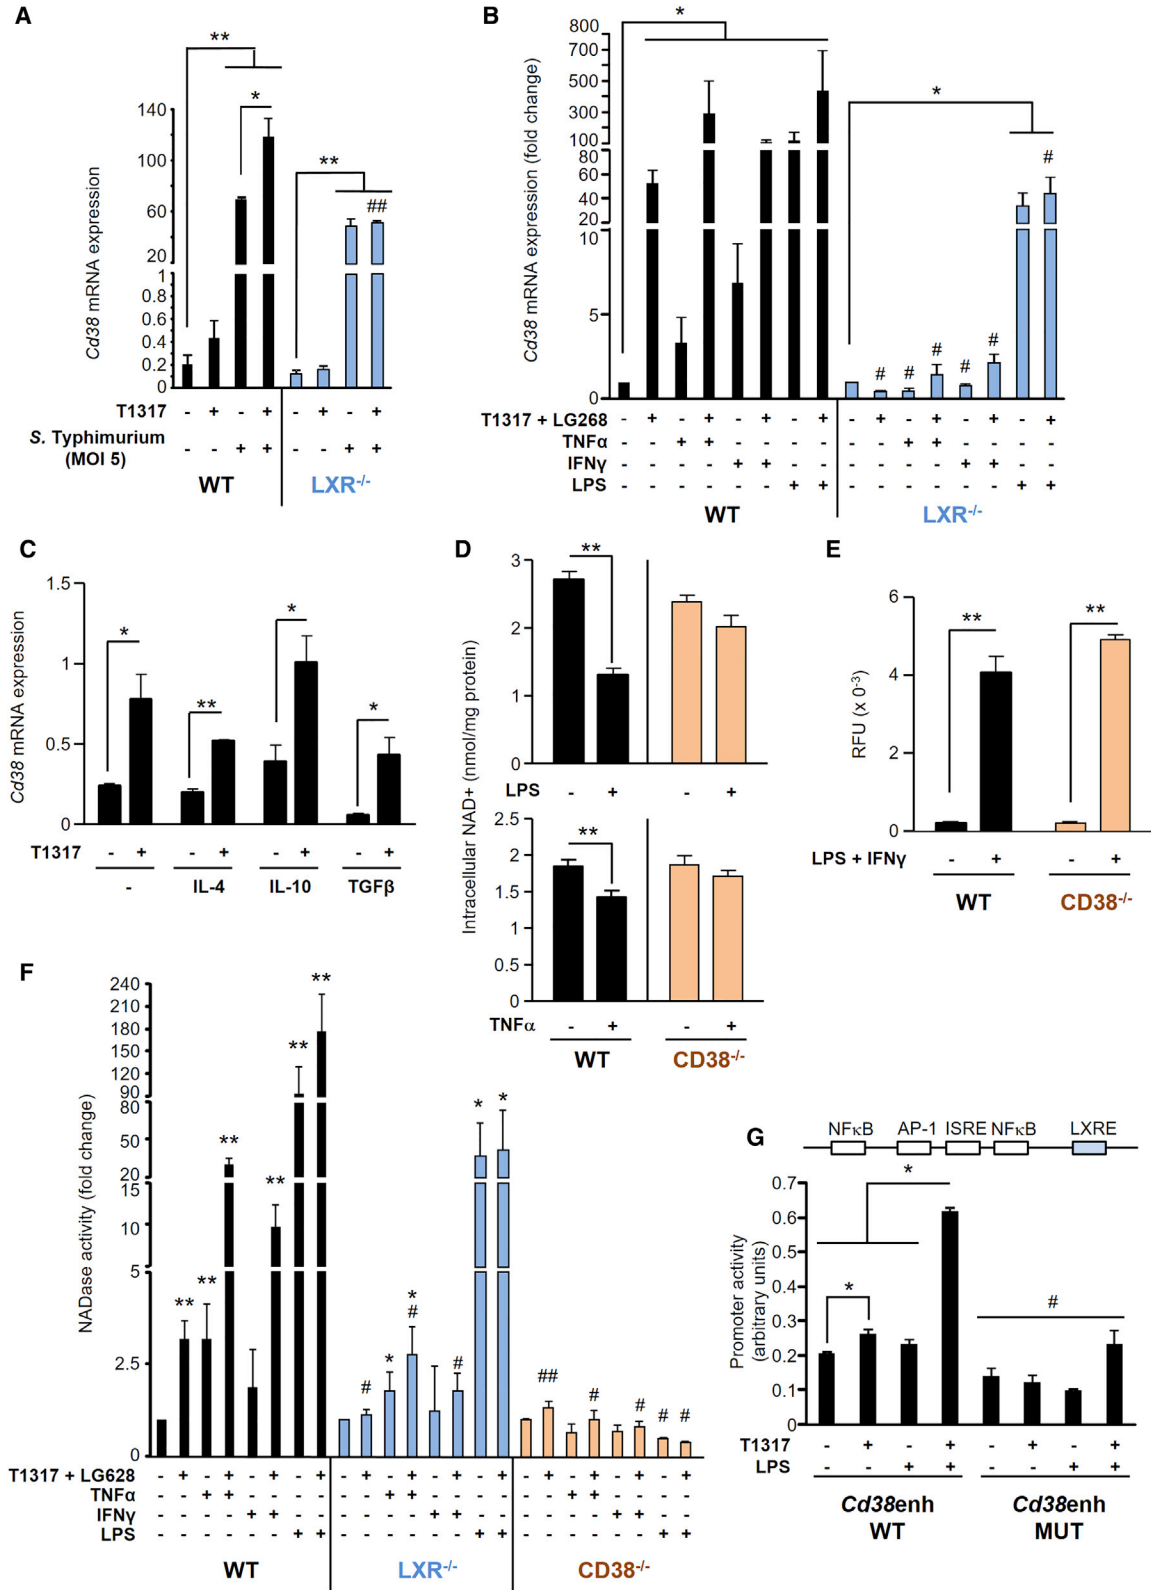 A
**
*
**
##
Cd38 mRNA expression
140
100
60
20
1
0.8
0.6
0.4
0.2
0
T1317 - + - + - + - +
S. Typhimurium (MOI 5) - - + + - - + +
WT LXR-/-
B
*
*
#
# # # # #
Cd38 mRNA expression (fold change)
800
700
500
300
100
80
60
40
20
10
5
0
T1317 + LG268 - + - + - + - + - + - + - + - +
TNFα - - + + - - - - - - + + - - - -
IFNγ - - - - + + - - - - - - + + - -
LPS - - - - - - + + - - - - - - + +
WT LXR-/-
C
* ** * *
Cd38 mRNA expression
1.5
1
0.5
0
T1317 - + - + - + - +
- IL-4 IL-10 TGFβ
D
**
Intracellular NAD+ (nmol/mg protein)
3
2
1
0
LPS - + - +
**
2.5
2
1.5
1
0.5
0
TNFα - + - +
WT CD38-/-
E
** **
RFU (x 0-3)
6
4
2
0
LPS + IFNγ - + - +
WT CD38-/-
F
** ** ** ** ** **
# * * # # * *
## # # # #
NADase activity (fold change)
240
210
180
150
120
90
80
50
20
15
10
5
2.5
0
T1317 + LG628 - + - + - + - + - + - + - + - + - + - + - + - +
TNFα - - + + - - - - - - + + - - - - - - + + - - - -
IFNγ - - - - + + - - - - - - + + - - - - - - + + - -
LPS - - - - - - + + - - - - - - + + - - - - - - + +
WT LXR-/- CD38-/-
G
NFκB AP-1 ISRE NFκB LXRE
*
*
#
Promoter activity (arbitrary units)
0.7
0.6
0.5
0.4
0.3
0.2
0.1
0
T1317 - + - + - + - +
LPS - - + + - - + +
Cd38enh WT
Cd38enh MUT